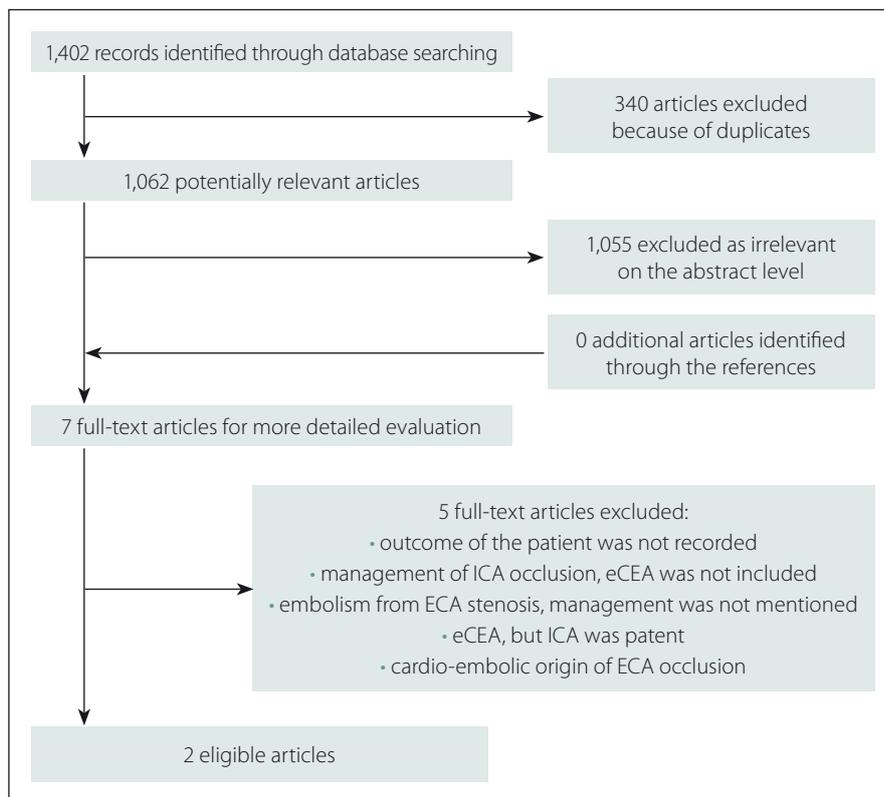 1,402 records identified through database searching
340 articles excluded
because of duplicates
1,062 potentially relevant articles
1,055 excluded as irrelevant
on the abstract level
0 additional articles identified
through the references
7 full-text articles for more detailed evaluation
5 full-text articles excluded:
• outcome of the patient was not recorded
• management of ICA occlusion, eCEA was not included
• embolism from ECA stenosis, management was not mentioned
• eCEA, but ICA was patent
• cardio-embolic origin of ECA occlusion
2 eligible articles